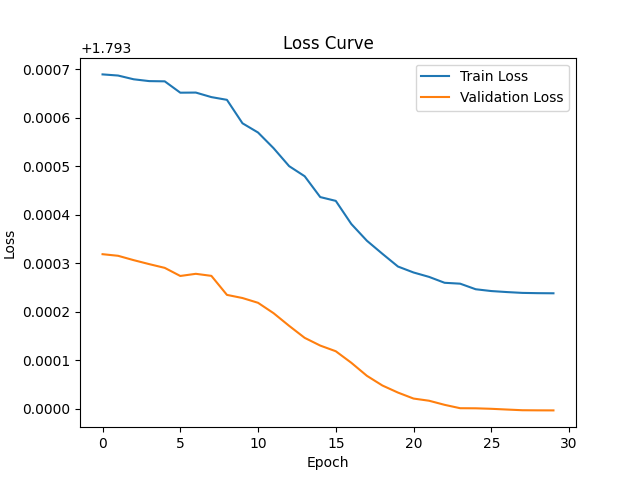 +1.793
Loss Curve
0.0007
0.0006
0.0005
0.0004
0.0003
0.0002
0.0001
0.0000
Loss
Train Loss
Validation Loss
0 5 10 15 20 25 30
Epoch